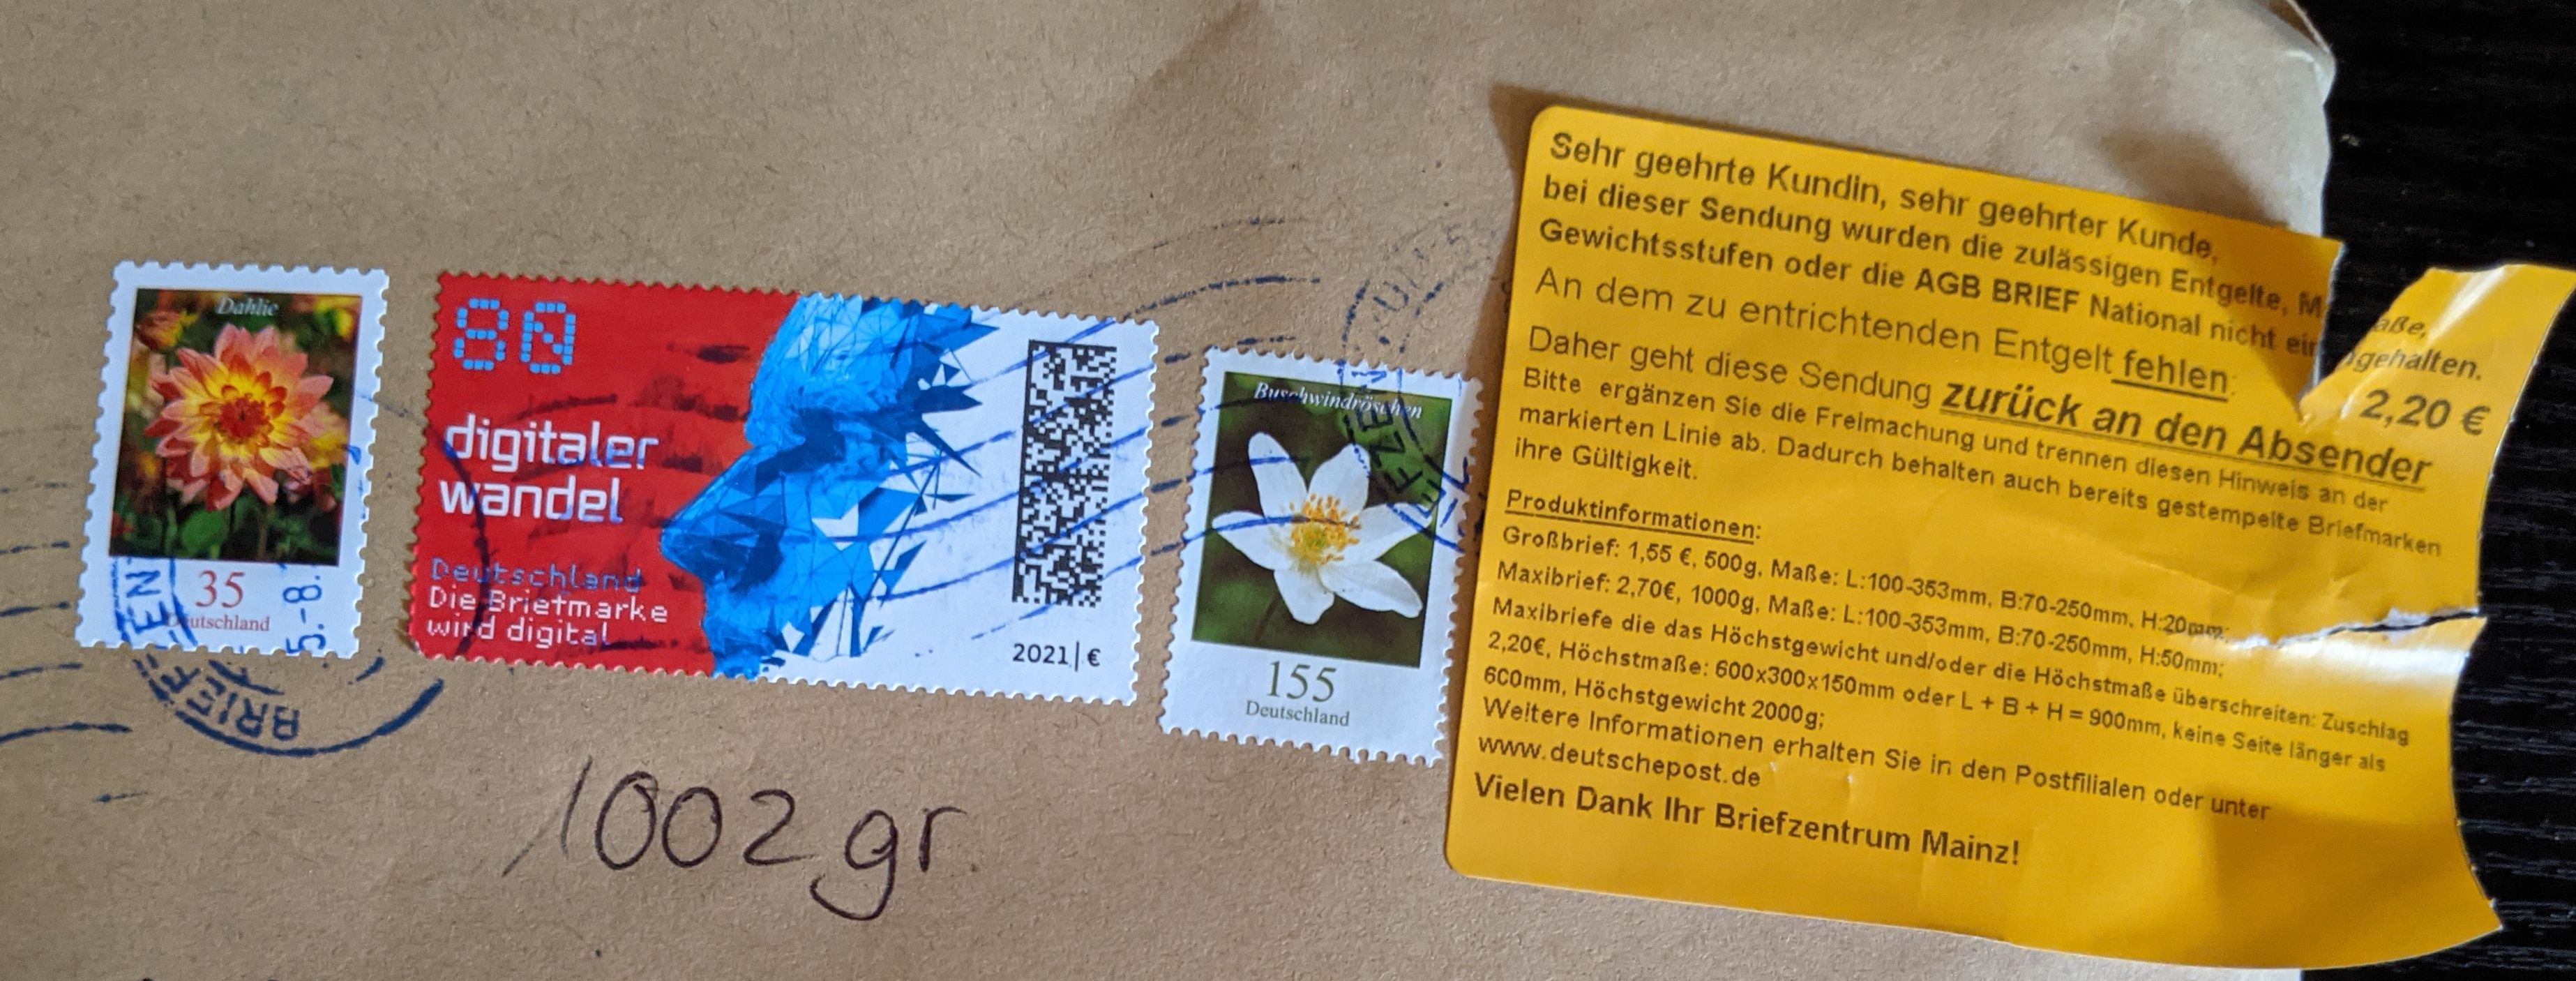 Dahlie
35
Deutschland
80
digitaler
wandel
Deutschland
Die Briefmarke
wird digital
2021|€
Buschwindröschen
155
Deutschland
5.-8.
BRIEF
1002 gr
Sehr geehrte Kundin, sehr geehrter Kunde,
bei dieser Sendung wurden die zulässigen Entgelte, Maße,
Gewichtsstufen oder die AGB BRIEF National nicht eingehalten.
An dem zu entrichtenden Entgelt fehlen: 2,20 €
Daher geht diese Sendung zurück an den Absender
Bitte ergänzen Sie die Freimachung und trennen diesen Hinweis an der
markierten Linie ab. Dadurch behalten auch bereits gestempelte Briefmarken
ihre Gültigkeit.
Produktinformationen:
Großbrief: 1,55 €, 500g, Maße: L:100-353mm, B:70-250mm, H:20mm;
Maxibrief: 2,70€, 1000g, Maße: L:100-353mm, B:70-250mm, H:50mm;
Maxibriefe die das Höchstgewicht und/oder die Höchstmaße überschreiten: Zuschlag
2,20€, Höchstmaße: 600x300x150mm oder L + B + H = 900mm, keine Seite länger als
600mm, Höchstgewicht 2000g;
Weitere Informationen erhalten Sie in den Postfilialen oder unter
www.deutschepost.de
Vielen Dank Ihr Briefzentrum Mainz!